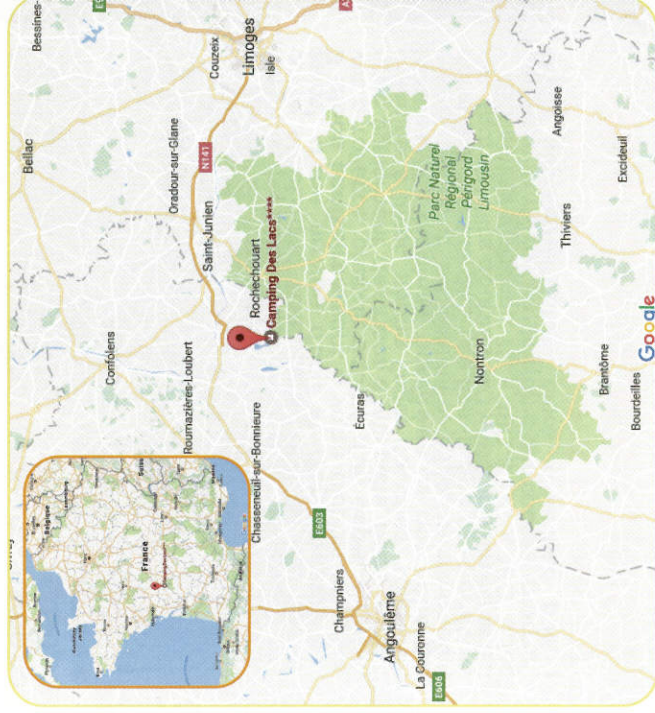 Bessines-
Bellac
Confolens
Oradour-sur-Glane
Couzeix
N141
Limoges
Isle
Saint-Junien
Roumazières-Loubert
Rochechouart
Camping Des Lacs****
Chasseneuil-sur-Bonnieure
E603
Champniers
Angoulême
La Couronne
E606
Écuras
Parc Naturel
Régional
Périgord
Limousin
Nontron
Angoisse
Thiviers
Excideuil
Brantôme
Bourdeilles
Google
Belgique
France